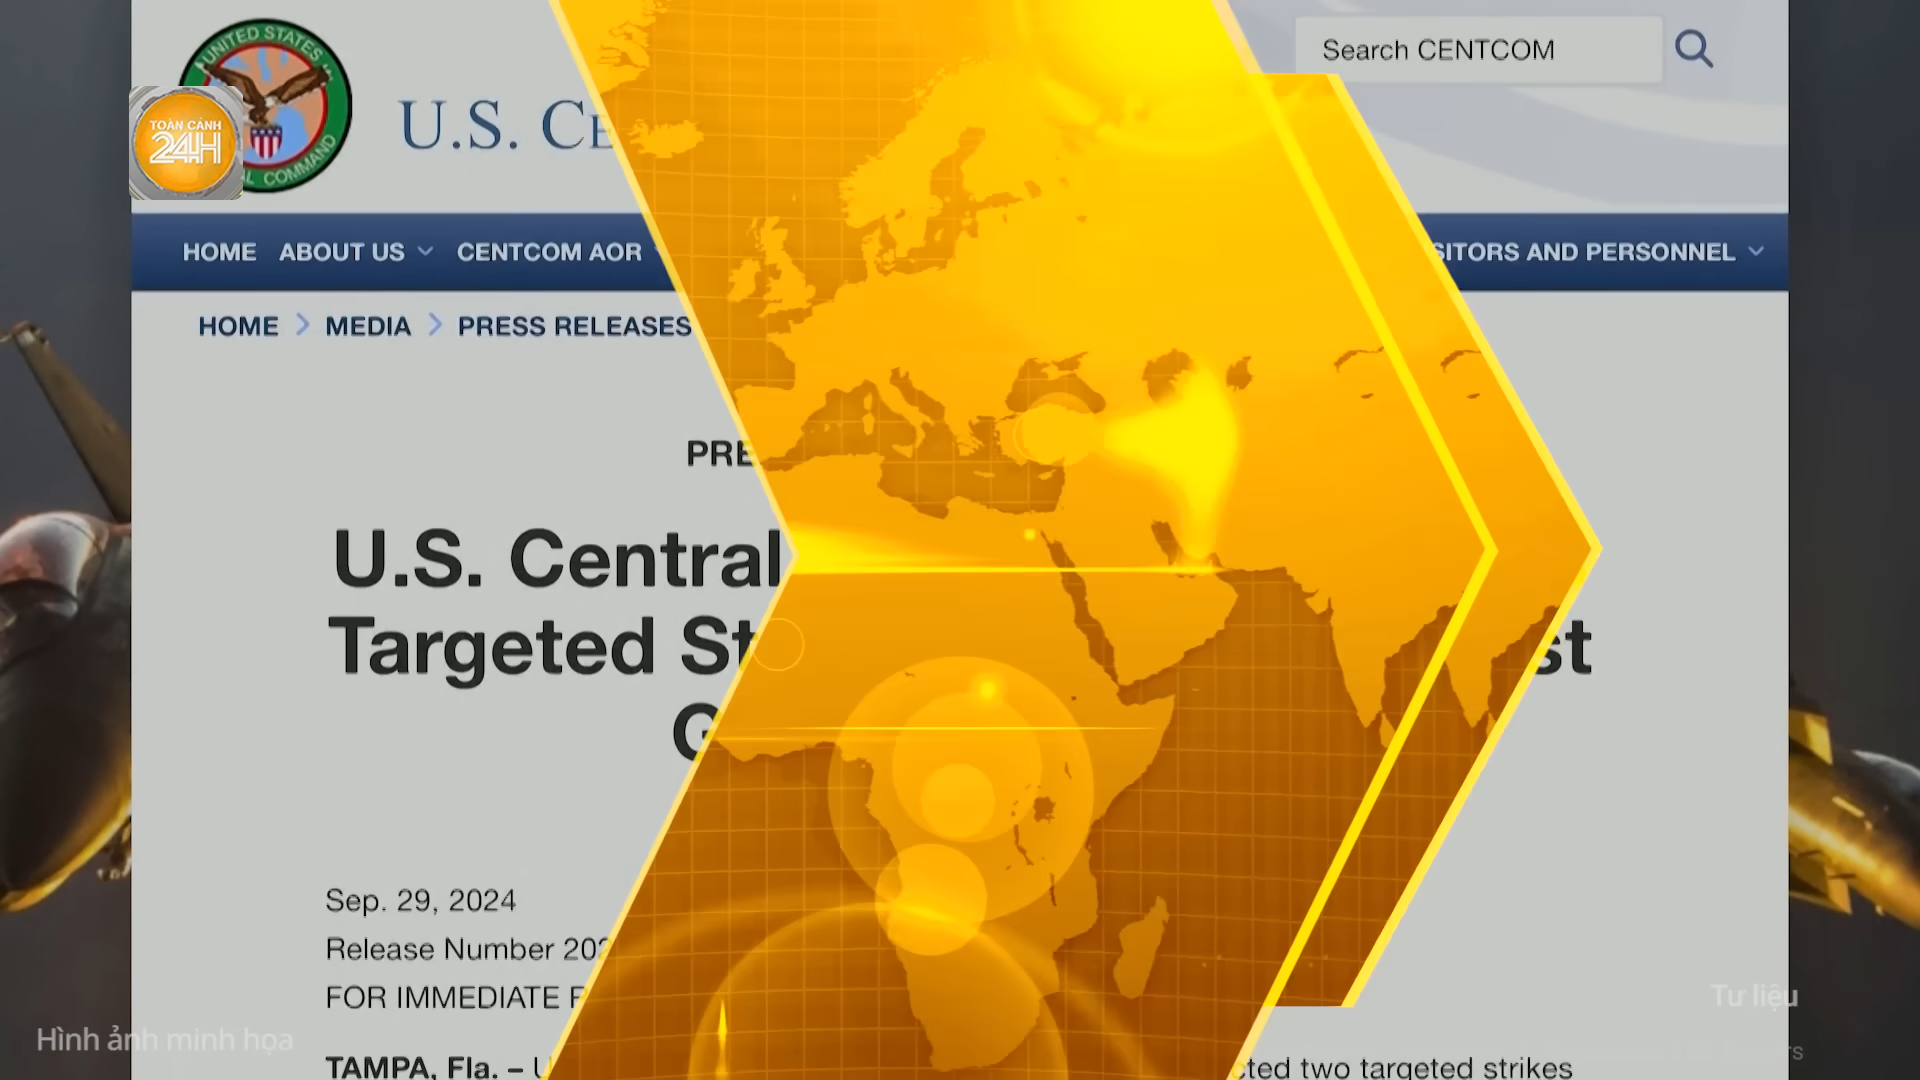 UNITED STATES
AL COMMAND
TOÀN CẢNH
24H
U.S. CE
Search CENTCOM
HOME ABOUT US CENTCOM AOR SITORS AND PERSONNEL
HOME > MEDIA > PRESS RELEASES
PRE
U.S. Central
Targeted St st
G
Sep. 29, 2024
Release Number 202
FOR IMMEDIATE
Tư liệu
Hình ảnh minh họa
TAMPA, Fla. – U cted two targeted strikes